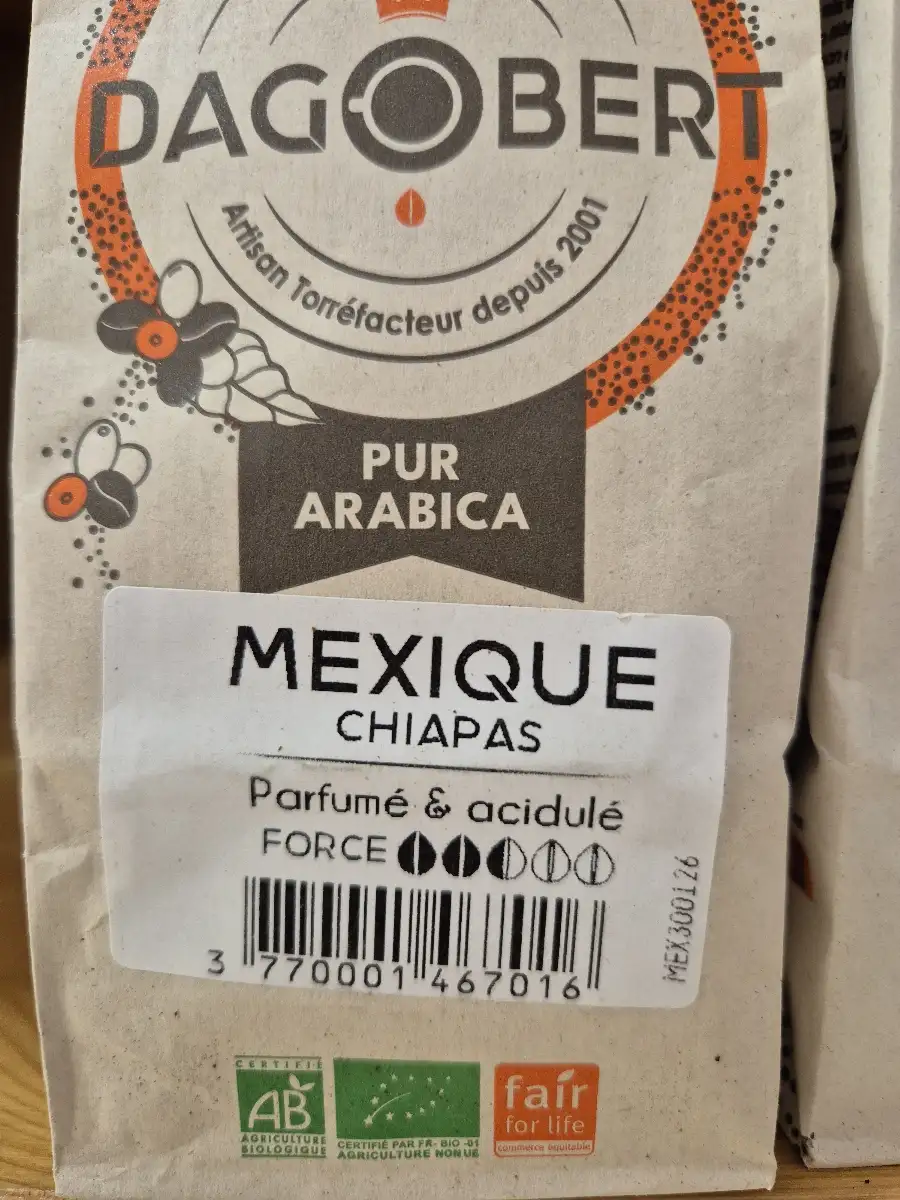 DAGOBERT
Artisan Torréfacteur depuis 2001
PUR
ARABICA
MEXIQUE
CHIAPAS
Parfumé & acidulé
FORCE
MEX300126
3 770001 467016
CERTIFIÉ
AB
AGRICULTURE
BIOLOGIQUE
CERTIFIÉ PAR FR-BIO-01
AGRICULTURE NON UE
fair
for life
commerce équitable